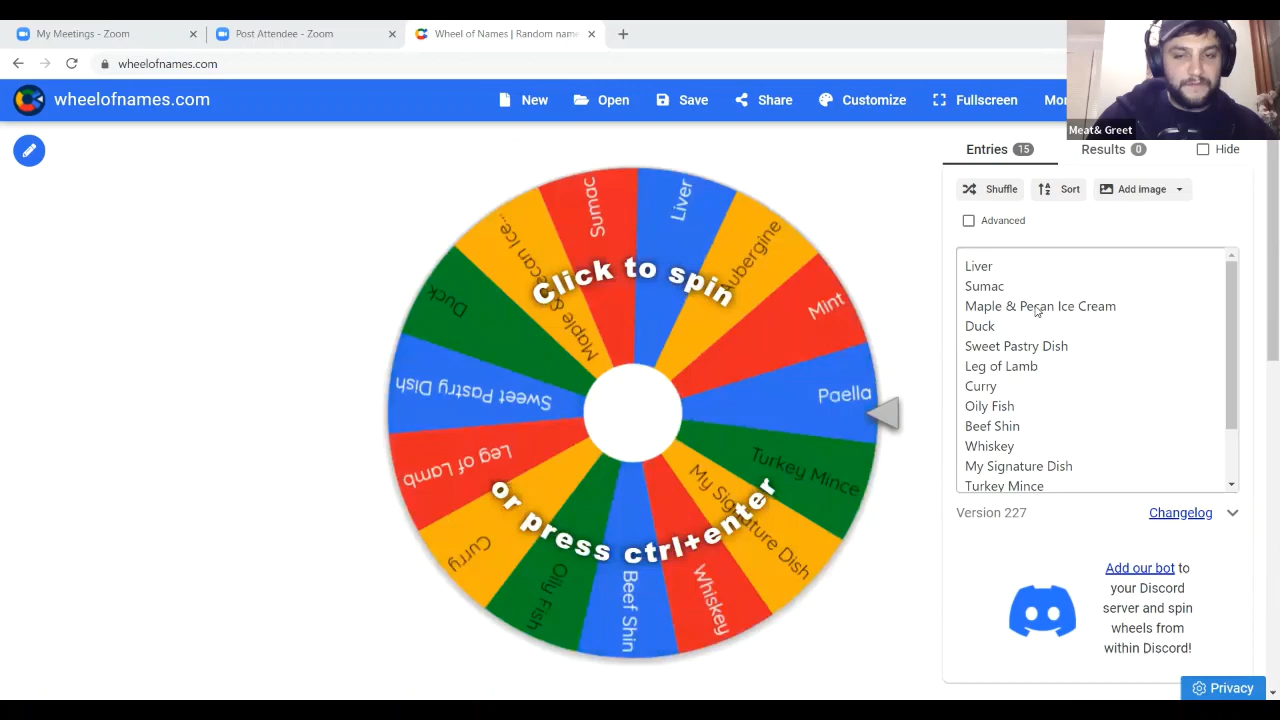 My Meetings - Zoom
Post Attendee - Zoom
Wheel of Names | Random name
wheelofnames.com
wheelofnames.com
New
Open
Save
Share
Customize
Fullscreen
Mor
Meat& Greet
Entries 15
Results 0
Hide
Shuffle
Sort
Add image
Advanced
Liver
Sumac
Maple & Pecan Ice Cream
Duck
Sweet Pastry Dish
Leg of Lamb
Curry
Oily Fish
Beef Shin
Whiskey
My Signature Dish
Turkey Mince
Version 227
Changelog
Add our bot to
your Discord
server and spin
wheels from
within Discord!
Privacy
Click to spin
or press ctrl+enter
Liver
Aubergine
Mint
Paella
Turkey Mince
My Signature Dish
Whiskey
Beef Shin
Oily Fish
Curry
Leg of Lamb
Sweet Pastry Dish
Duck
Maple & Pecan Ice...
Sumac